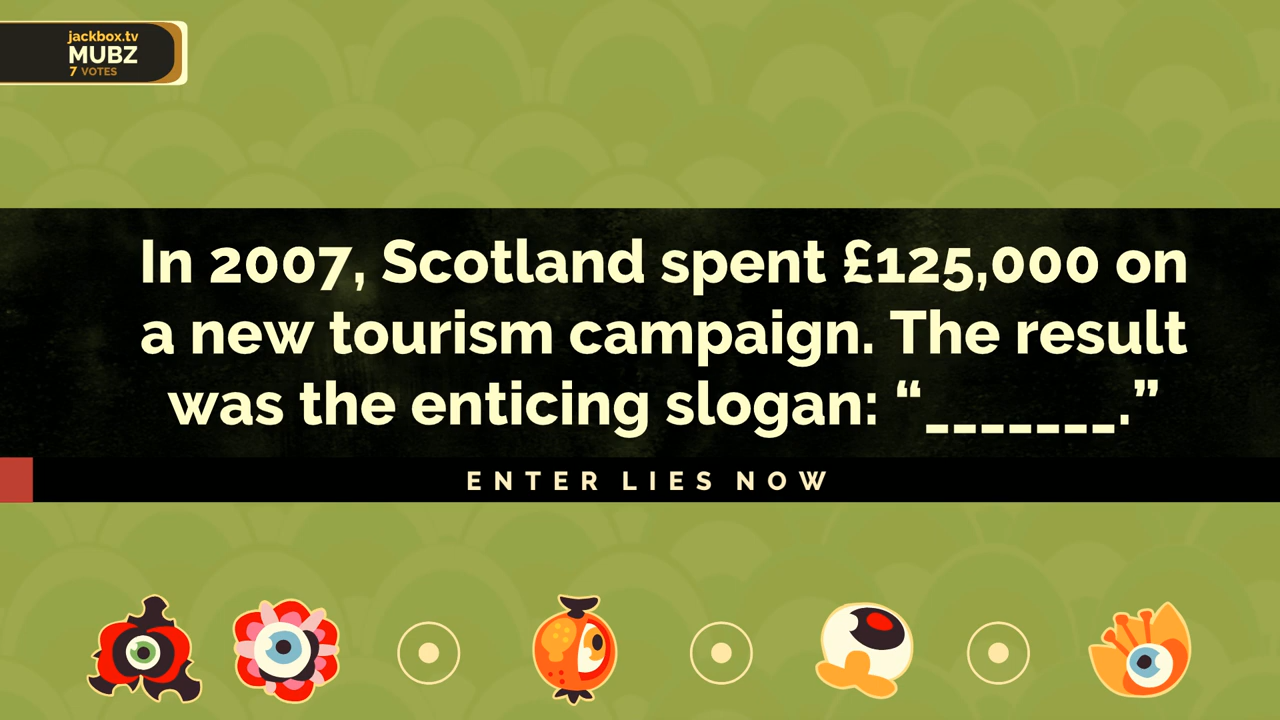 jackbox.tv
MUBZ
7 VOTES
In 2007, Scotland spent £125,000 on
a new tourism campaign. The result
was the enticing slogan: “_______.”
ENTER LIES NOW